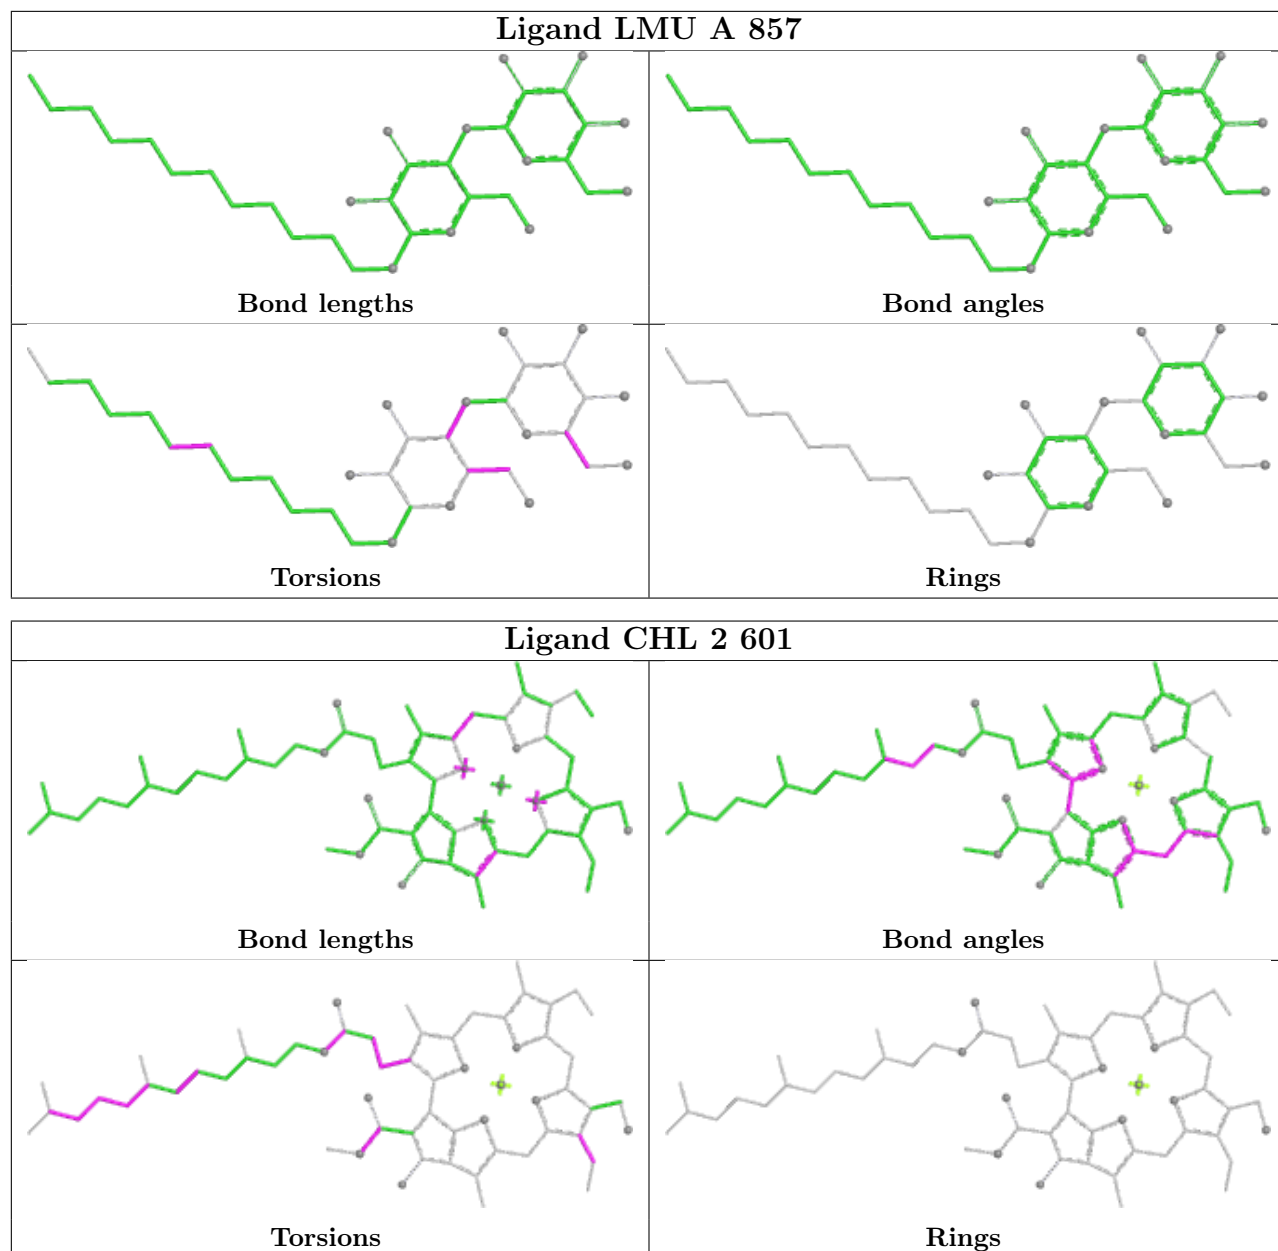 Ligand LMU A 857
Bond lengths
Bond angles
Torsions
Rings
Ligand CHL 2 601
Bond lengths
Bond angles
Torsions
Rings